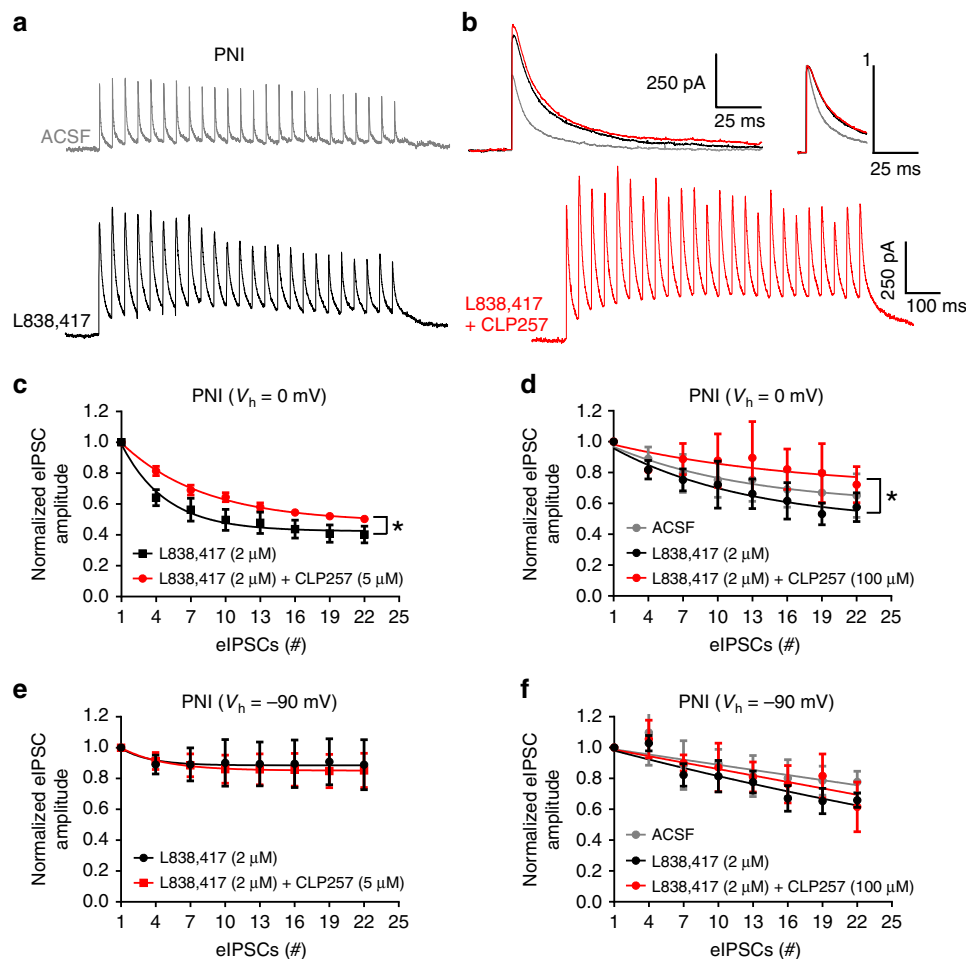 a
PNI
ACSF
L838,417
b
250 pA
25 ms
1
25 ms
L838,417
+ CLP257
250 pA
100 ms
c
PNI (Vh = 0 mV)
Normalized eIPSC
amplitude
1.2
1.0
0.8
0.6
0.4
0.2
0.0
*
L838,417 (2 μM)
L838,417 (2 μM) + CLP257 (5 μM)
1 4 7 10 13 16 19 22 25
eIPSCs (#)
d
PNI (Vh = 0 mV)
Normalized eIPSC
amplitude
1.2
1.0
0.8
0.6
0.4
0.2
0.0
*
ACSF
L838,417 (2 μM)
L838,417 (2 μM) + CLP257 (100 μM)
1 4 7 10 13 16 19 22 25
eIPSCs (#)
e
PNI (Vh = –90 mV)
Normalized eIPSC
amplitude
1.2
1.0
0.8
0.6
0.4
0.2
0.0
L838,417 (2 μM)
L838,417 (2 μM) + CLP257 (5 μM)
1 4 7 10 13 16 19 22 25
eIPSCs (#)
f
PNI (Vh = –90 mV)
Normalized eIPSC
amplitude
1.2
1.0
0.8
0.6
0.4
0.2
0.0
ACSF
L838,417 (2 μM)
L838,417 (2 μM) + CLP257 (100 μM)
1 4 7 10 13 16 19 22 25
eIPSCs (#)